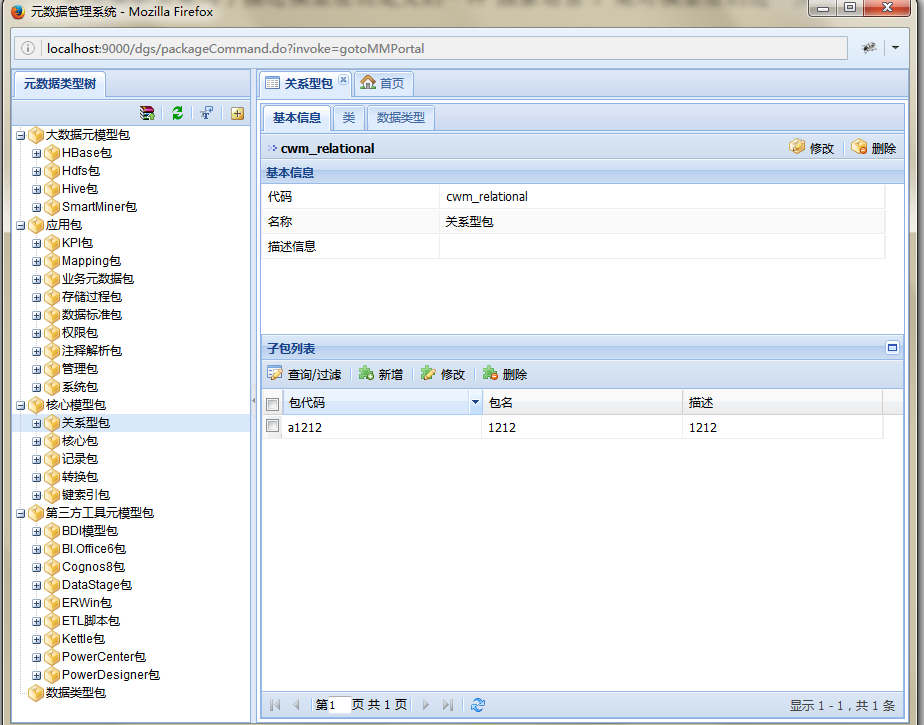 元数据管理系统 - Mozilla Firefox
localhost:9000/dgs/packageCommand.do?invoke=gotoMMPortal
元数据类型树
大数据元模型包
HBase包
Hdfs包
Hive包
SmartMiner包
应用包
KPI包
Mapping包
业务元数据包
存储过程包
数据标准包
权限包
注释解析包
管理包
系统包
核心模型包
关系型包
核心包
记录包
转换包
键索引包
第三方工具元模型包
BDI模型包
BI.Office6包
Cognos8包
DataStage包
ERWin包
ETL脚本包
Kettle包
PowerCenter包
PowerDesigner包
数据类型包
关系型包 首页
基本信息 类 数据类型
cwm_relational 修改 删除
基本信息
代码 cwm_relational
名称 关系型包
描述信息
子包列表
查询/过滤 新增 修改 删除
包代码 包名 描述
a1212 1212 1212
第1 页 共 1 页 显示 1 - 1，共 1 条